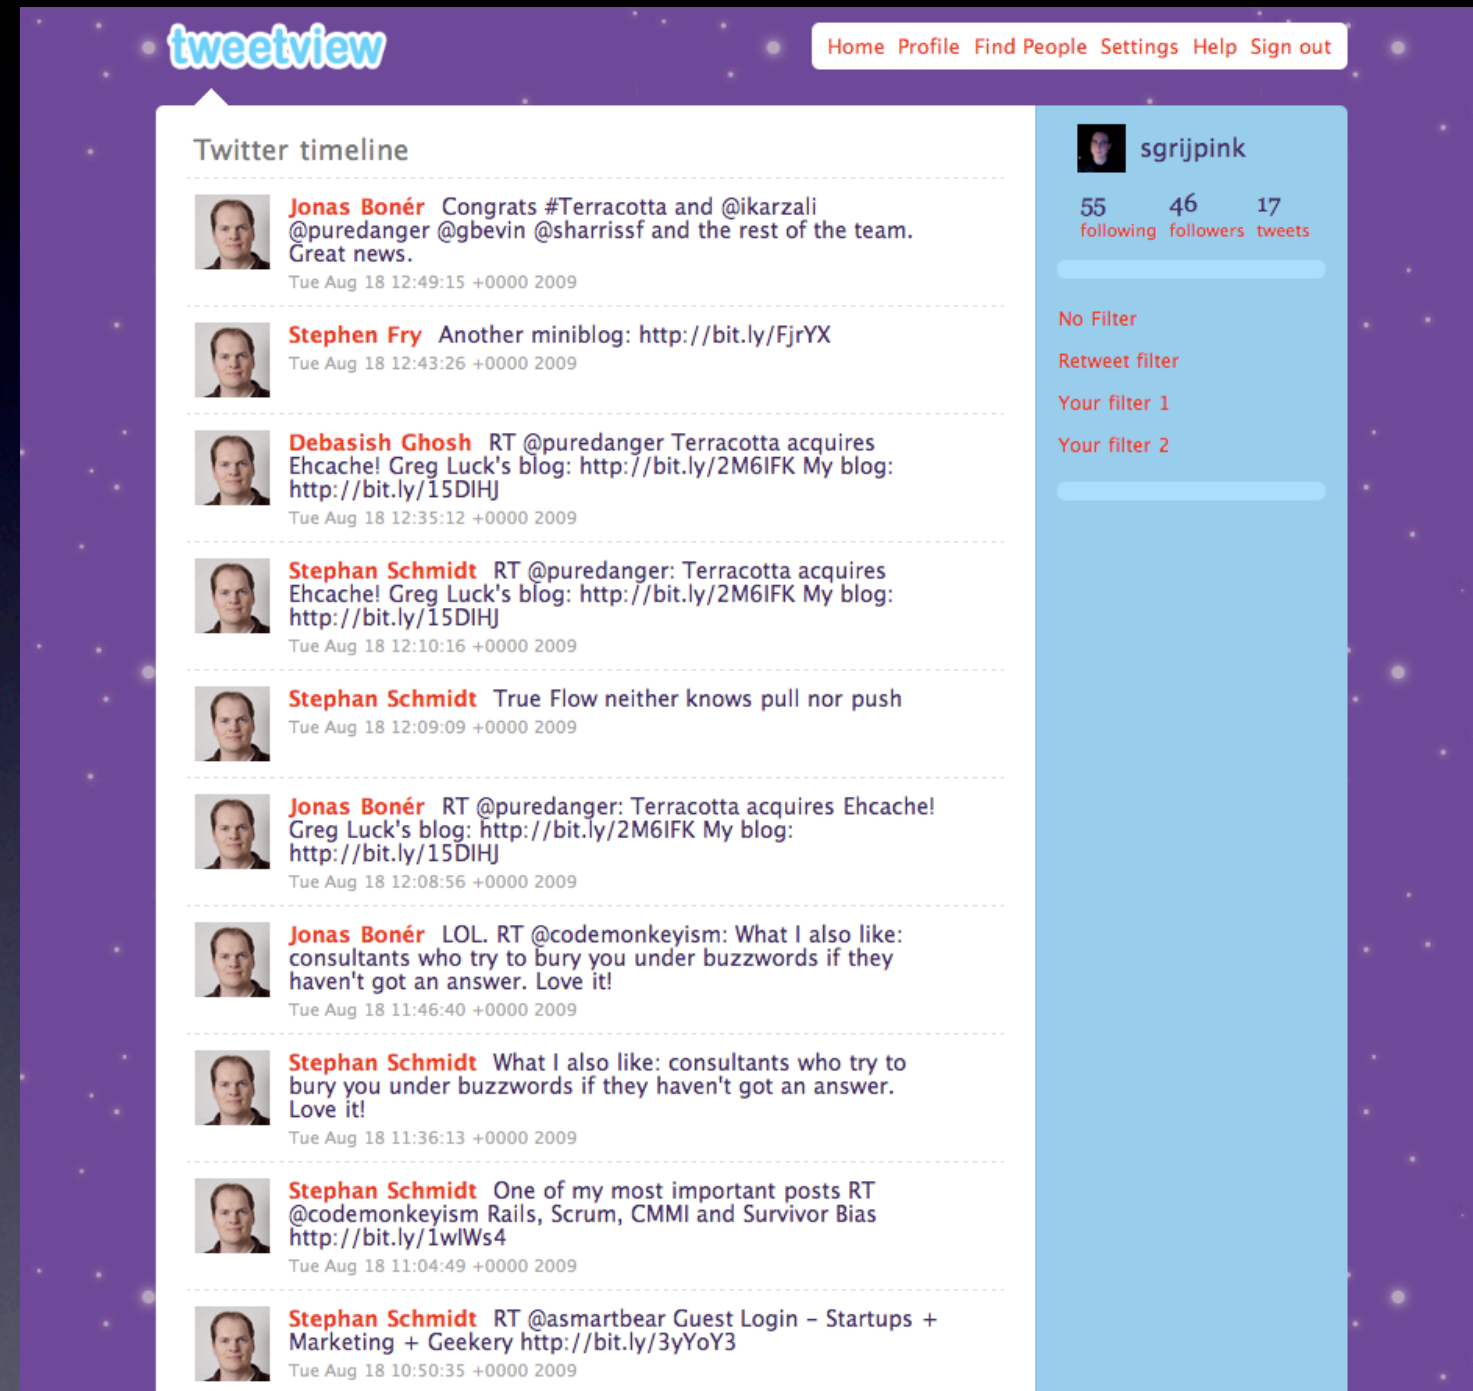 tweetview
Home Profile Find People Settings Help Sign out
Twitter timeline
Jonas Bonér Congrats #Terracotta and @ikarzali
@puredanger @gbevin @sharrissf and the rest of the team.
Great news.
Tue Aug 18 12:49:15 +0000 2009
Stephen Fry Another miniblog: http://bit.ly/FjrYX
Tue Aug 18 12:43:26 +0000 2009
Debasish Ghosh RT @puredanger Terracotta acquires
Ehcache! Greg Luck's blog: http://bit.ly/2M6IFK My blog:
http://bit.ly/15DIHJ
Tue Aug 18 12:35:12 +0000 2009
Stephan Schmidt RT @puredanger: Terracotta acquires
Ehcache! Greg Luck's blog: http://bit.ly/2M6IFK My blog:
http://bit.ly/15DIHJ
Tue Aug 18 12:10:16 +0000 2009
Stephan Schmidt True Flow neither knows pull nor push
Tue Aug 18 12:09:09 +0000 2009
Jonas Bonér RT @puredanger: Terracotta acquires Ehcache!
Greg Luck's blog: http://bit.ly/2M6IFK My blog:
http://bit.ly/15DIHJ
Tue Aug 18 12:08:56 +0000 2009
Jonas Bonér LOL. RT @codemonkeyism: What I also like:
consultants who try to bury you under buzzwords if they
haven't got an answer. Love it!
Tue Aug 18 11:46:40 +0000 2009
Stephan Schmidt What I also like: consultants who try to
bury you under buzzwords if they haven't got an answer.
Love it!
Tue Aug 18 11:36:13 +0000 2009
Stephan Schmidt One of my most important posts RT
@codemonkeyism Rails, Scrum, CMMI and Survivor Bias
http://bit.ly/1wlWs4
Tue Aug 18 11:04:49 +0000 2009
Stephan Schmidt RT @asmartbear Guest Login – Startups +
Marketing + Geekery http://bit.ly/3yYoY3
Tue Aug 18 10:50:35 +0000 2009
sgrijpink
55 46 17
following followers tweets
No Filter
Retweet filter
Your filter 1
Your filter 2